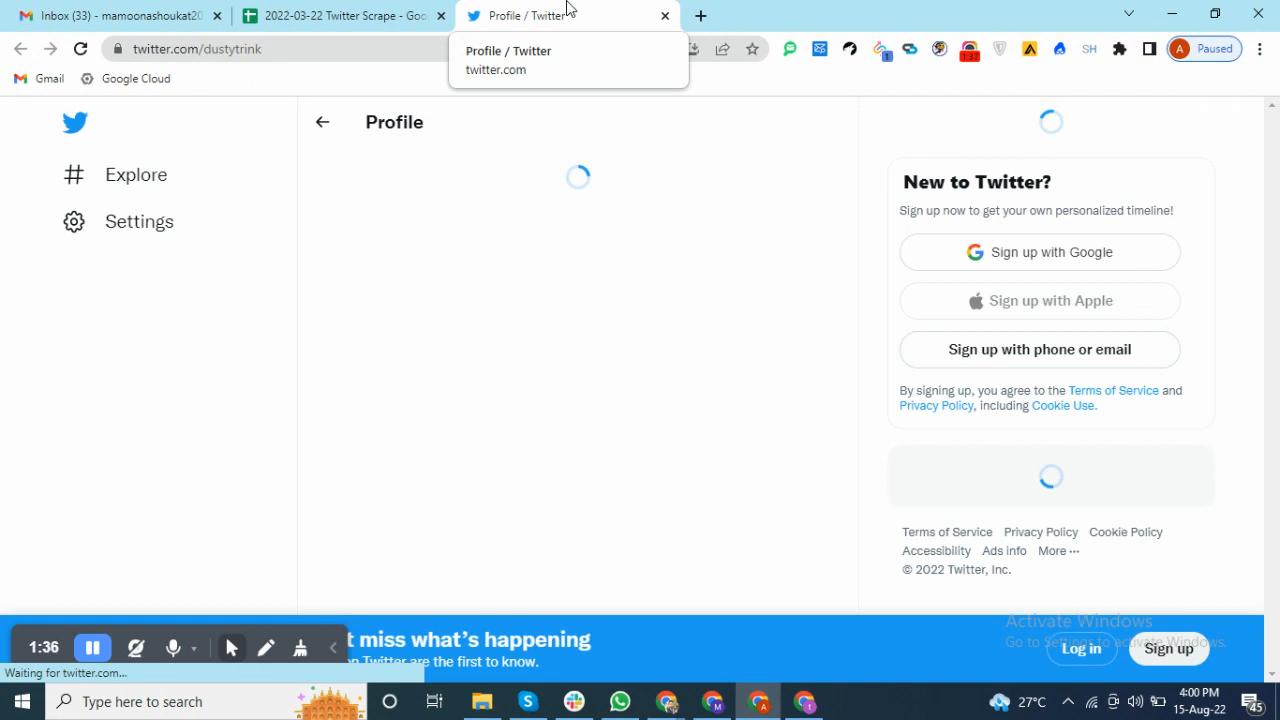 Inbox (33) - mamoonashoukat20
2022-03-22 Twitter Scrape - Goo
Profile / Twitter
twitter.com/dustytrink
Profile / Twitter
twitter.com
1
1:37
SH
A
Paused
Gmail
Google Cloud
Explore
Settings
Profile
New to Twitter?
Sign up now to get your own personalized timeline!
Sign up with Google
Sign up with Apple
Sign up with phone or email
By signing up, you agree to the Terms of Service and
Privacy Policy, including Cookie Use.
Terms of Service Privacy Policy Cookie Policy
Accessibility Ads info More ···
© 2022 Twitter, Inc.
Activate Windows
Go to Settings to activate Windows.
t miss what's happening
on Twitter are the first to know.
Log in
Sign up
1:36
Waiting for twitter.com...
Type here to search
M
A
t
27°C
4:00 PM
15-Aug-22
45